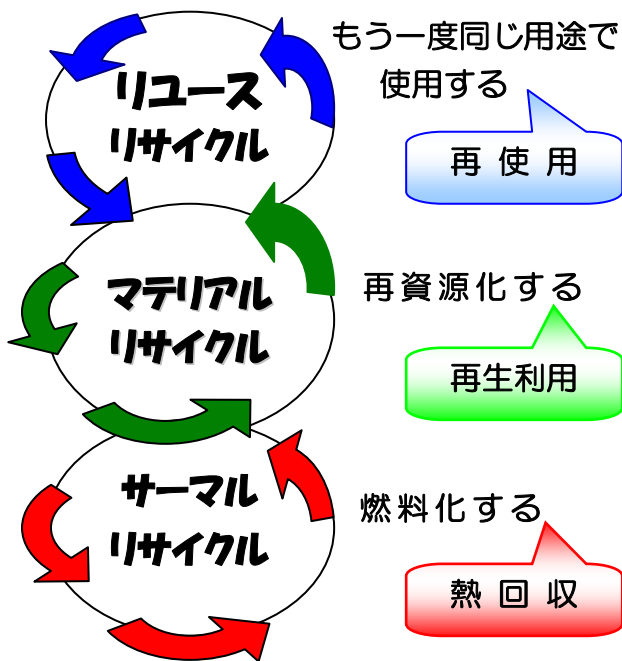 リユース
リサイクル
もう一度同じ用途で
使用する
再使用
マテリアル
リサイクル
再資源化する
再生利用
サーマル
リサイクル
燃料化する
熱回収